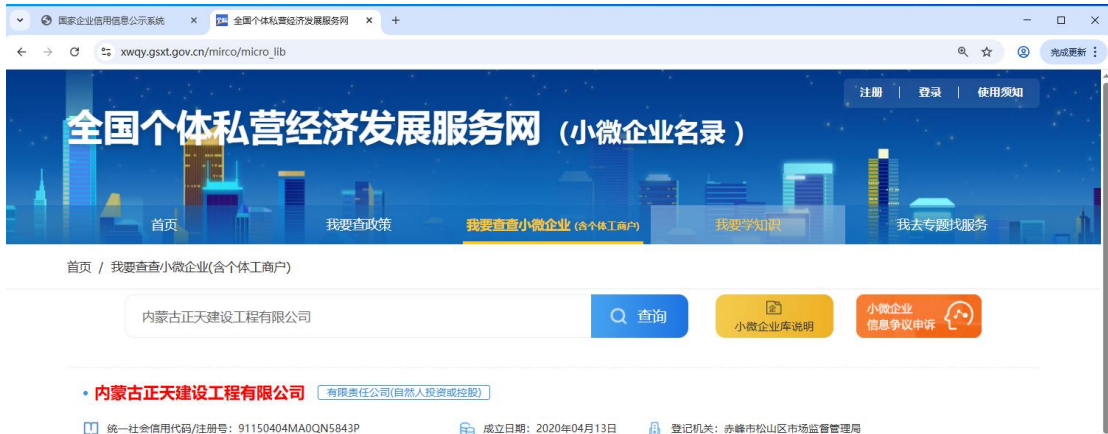 国家企业信用信息公示系统 × 全国个体私营经济发展服务网 × +
xwqy.gsxt.gov.cn/mirco/micro_lib 完成更新
注册 | 登录 | 使用须知
全国个体私营经济发展服务网（小微企业名录）
首页 我要查政策 我要查查小微企业 (含个体工商户) 我要学知识 我去专题找服务
首页 / 我要查查小微企业(含个体工商户)
内蒙古正天建设工程有限公司 查询 小微企业库说明 小微企业
信息争议申诉
• 内蒙古正天建设工程有限公司 有限责任公司(自然人投资或控股)
统一社会信用代码/注册号：91150404MA0QN5843P 成立日期：2020年04月13日 登记机关：赤峰市松山区市场监督管理局